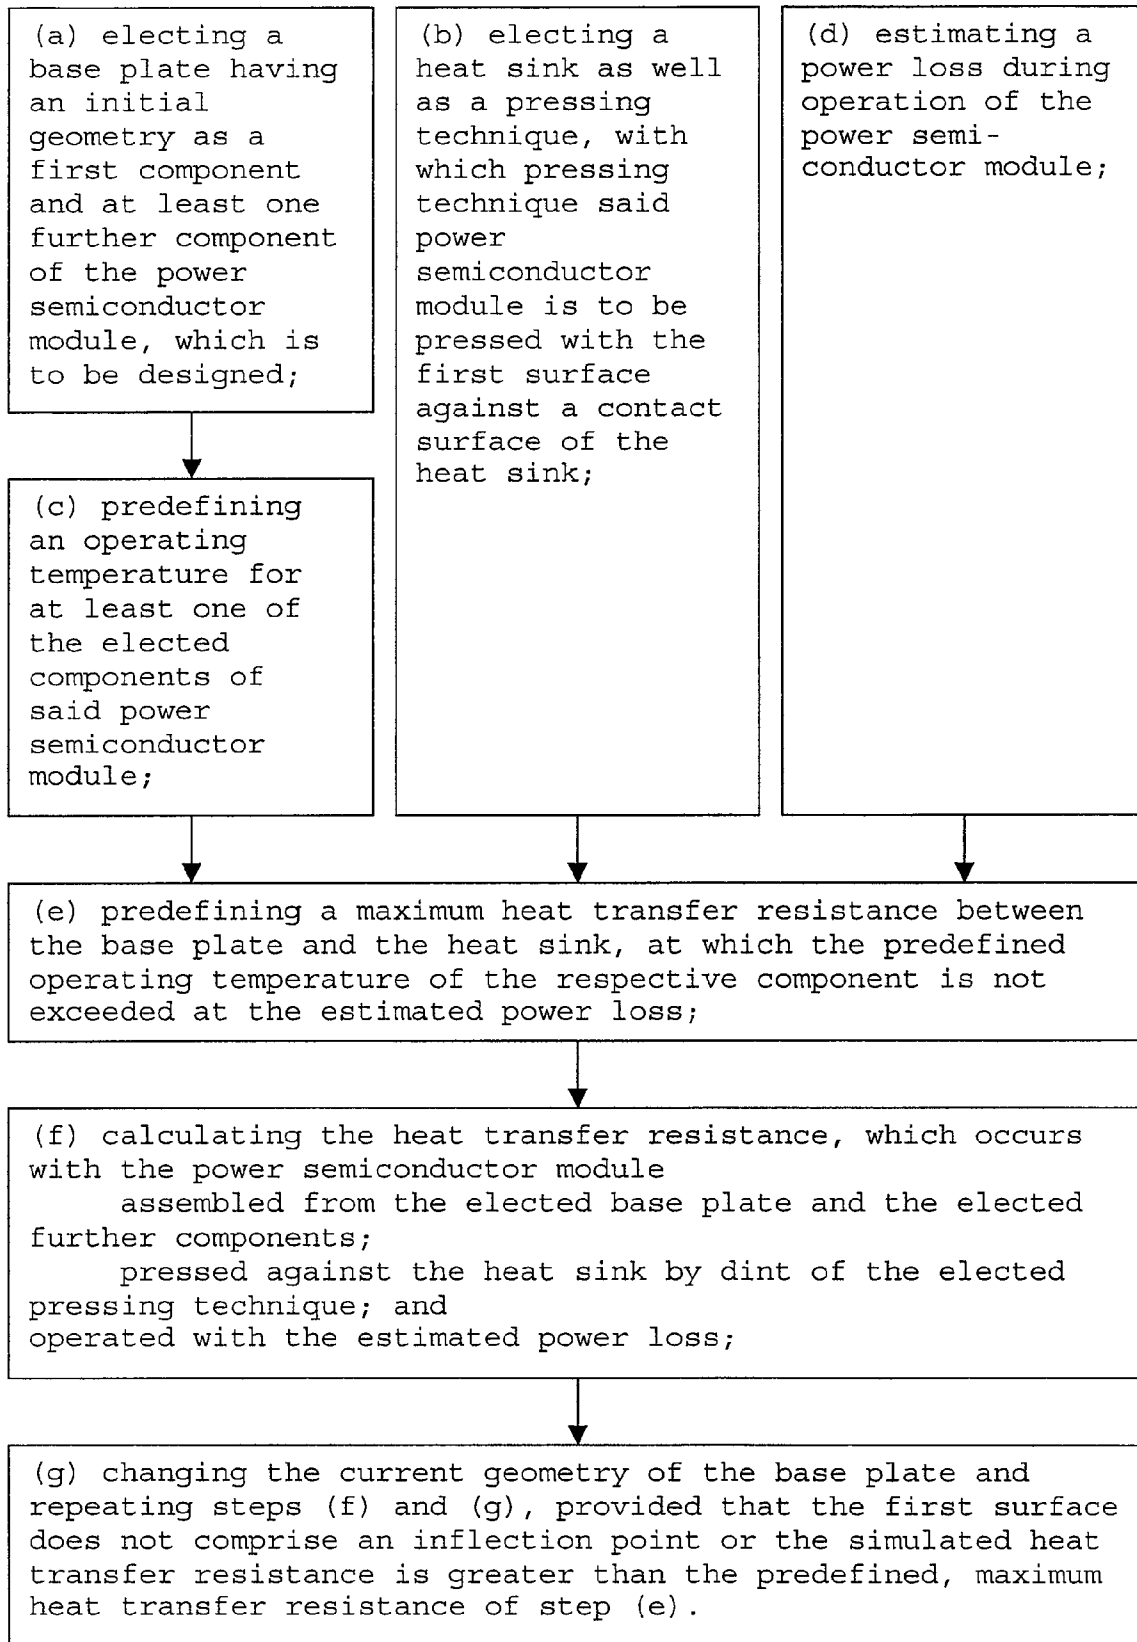 (a) electing a
base plate having
an initial
geometry as a
first component
and at least one
further component
of the power
semiconductor
module, which is
to be designed;
(c) predefining
an operating
temperature for
at least one of
the elected
components of
said power
semiconductor
module;
(b) electing a
heat sink as well
as a pressing
technique, with
which pressing
technique said
power
semiconductor
module is to be
pressed with the
first surface
against a contact
surface of the
heat sink;
(d) estimating a
power loss during
operation of the
power semi-
conductor module;
(e) predefining a maximum heat transfer resistance between
the base plate and the heat sink, at which the predefined
operating temperature of the respective component is not
exceeded at the estimated power loss;
(f) calculating the heat transfer resistance, which occurs
with the power semiconductor module
assembled from the elected base plate and the elected
further components;
pressed against the heat sink by dint of the elected
pressing technique; and
operated with the estimated power loss;
(g) changing the current geometry of the base plate and
repeating steps (f) and (g), provided that the first surface
does not comprise an inflection point or the simulated heat
transfer resistance is greater than the predefined, maximum
heat transfer resistance of step (e).